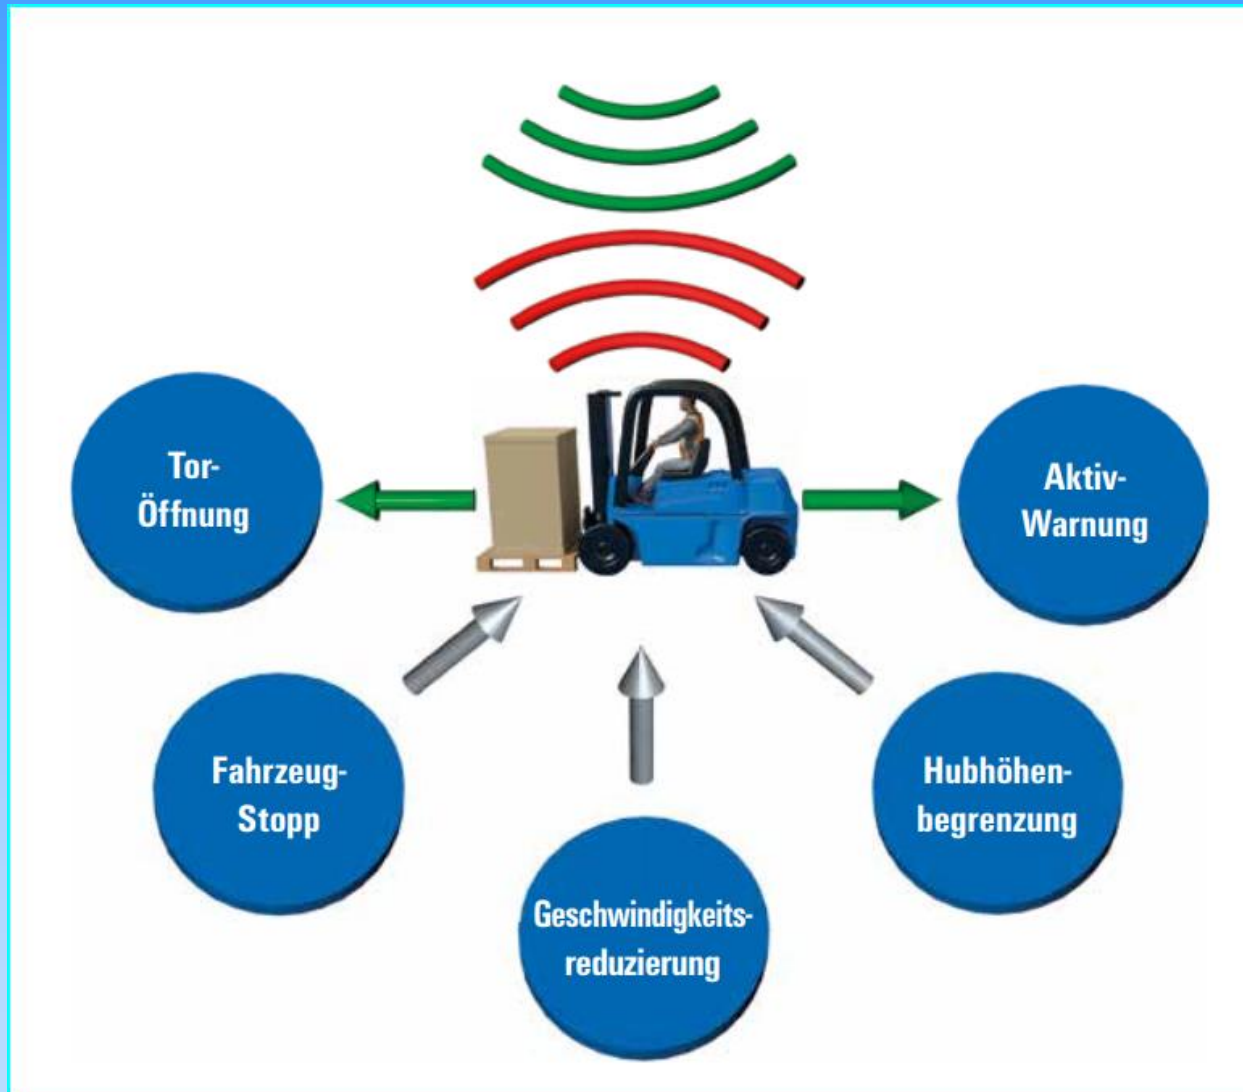 Tor-
Öffnung
Aktiv-
Warnung
Fahrzeug-
Stopp
Hubhöhen-
begrenzung
Geschwindigkeits-
reduzierung